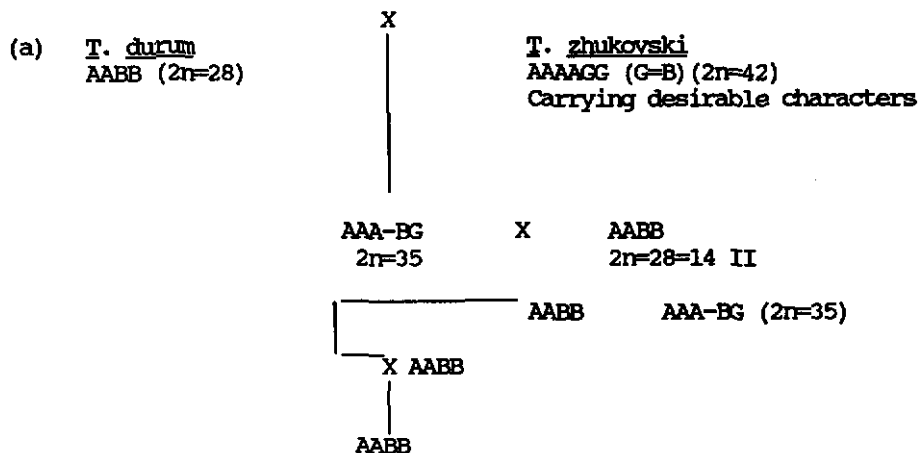 X
(a) T. durum T. zhukovski
AABB (2n=28) AAAAGG (G=B) (2n=42)
Carrying desirable characters
AAA-BG X AABB
2n=35 2n=28=14 II
AABB AAA-BG (2n=35)
X AABB
AABB